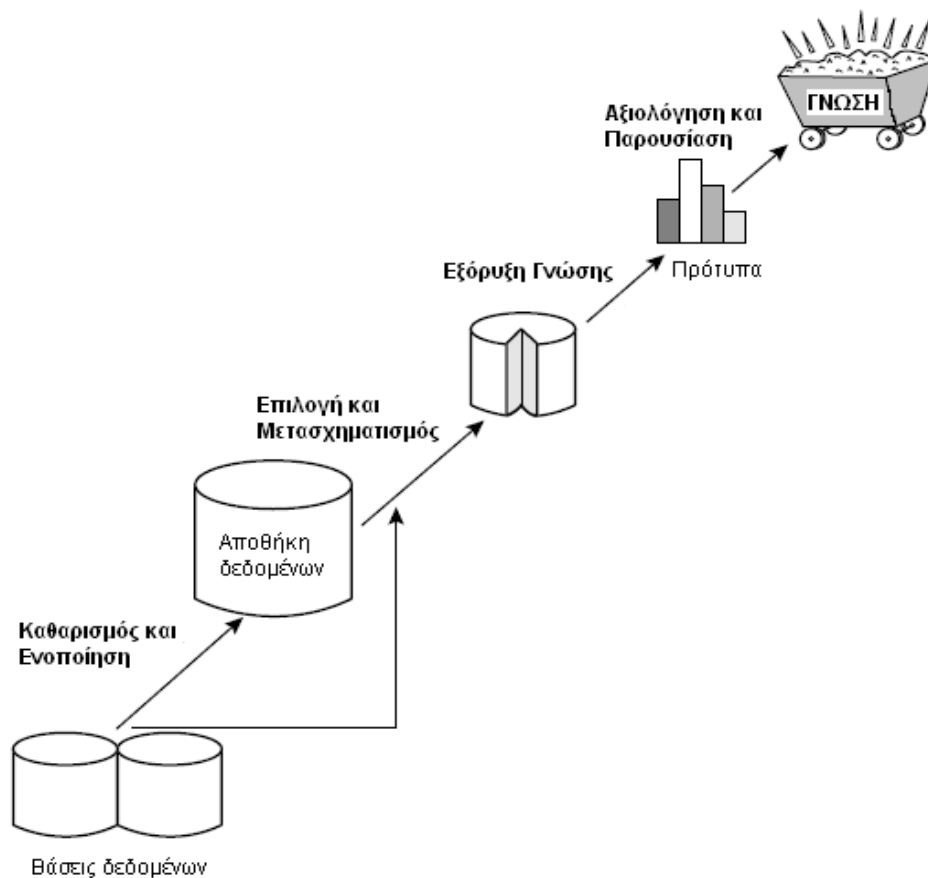 ΓΝΩΣΗ
Αξιολόγηση και
Παρουσίαση
Πρότυπα
Εξόρυξη Γνώσης
Επιλογή και
Μετασχηματισμός
Αποθήκη
δεδομένων
Καθαρισμός και
Ενοποίηση
Βάσεις δεδομένων